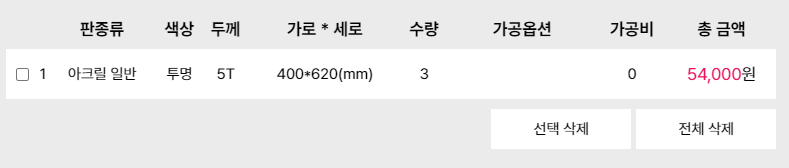 판종류 색상 두께 가로 * 세로 수량 가공옵션 가공비 총 금액
1 아크릴 일반 투명 5T 400*620(mm) 3 0 54,000원
선택 삭제 전체 삭제